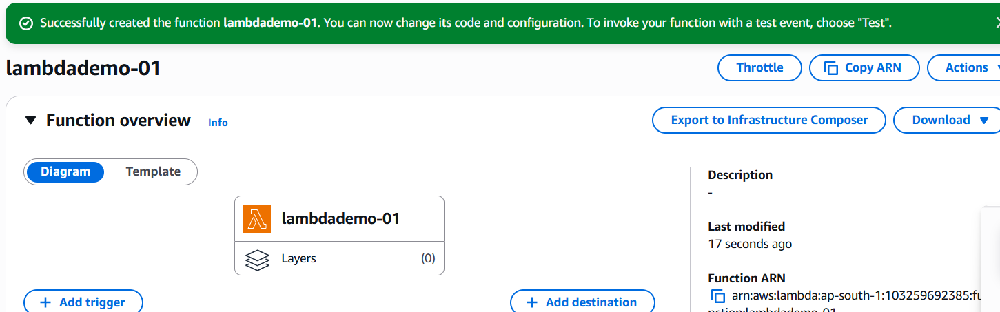 Successfully created the function lambdademo-01. You can now change its code and configuration. To invoke your function with a test event, choose "Test".
lambdademo-01
Throttle
Copy ARN
Actions
Function overview
Info
Export to Infrastructure Composer
Download
Diagram
Template
lambdademo-01
Layers
(0)
Add trigger
Add destination
Description
-
Last modified
17 seconds ago
Function ARN
arn:aws:lambda:ap-south-1:103259692385:fu
nction:lambdademo-01